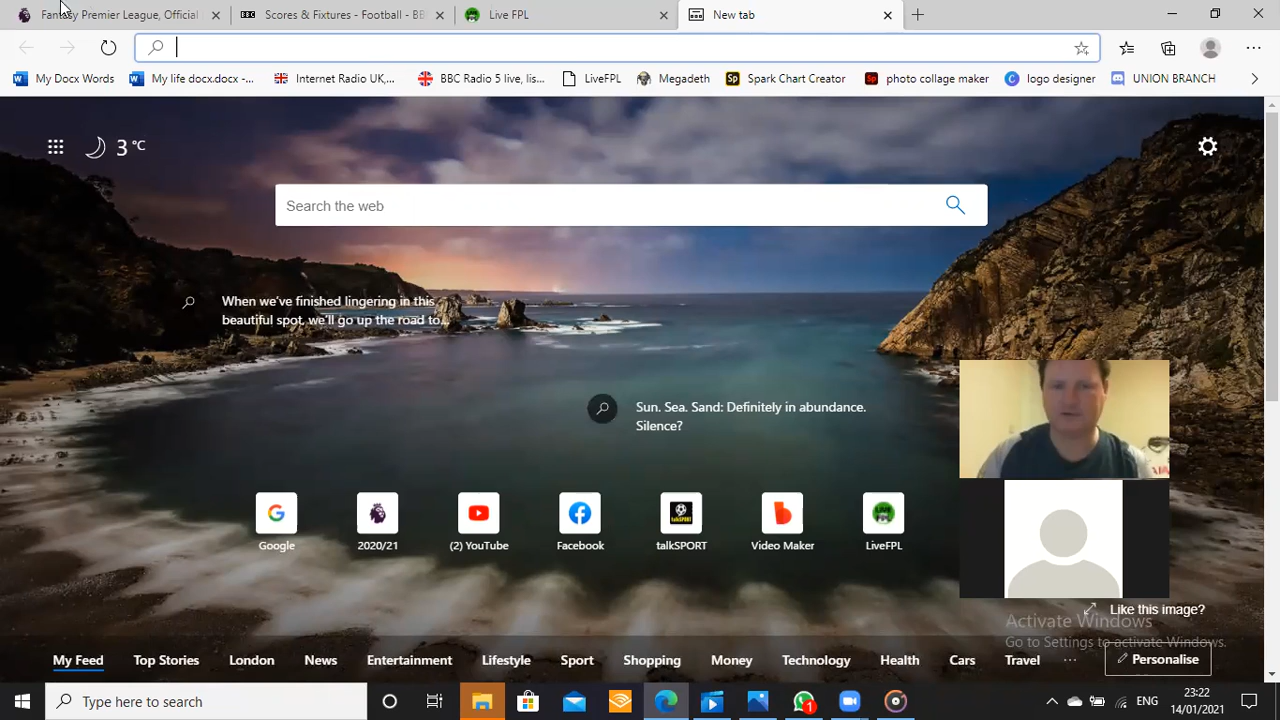 Fantasy Premier League, Official
Scores & Fixtures - Football - BB
Live FPL
New tab
My Docx Words
My life docx.docx -...
Internet Radio UK,...
BBC Radio 5 live, lis...
LiveFPL
Megadeth
Spark Chart Creator
photo collage maker
logo designer
UNION BRANCH
3 °C
Search the web
When we've finished lingering in this
beautiful spot, we'll go up the road to...
Sun. Sea. Sand: Definitely in abundance.
Silence?
Google
2020/21
(2) YouTube
Facebook
talkSPORT
Video Maker
LiveFPL
Like this image?
Activate Windows
Go to Settings to activate Windows.
My Feed
Top Stories
London
News
Entertainment
Lifestyle
Sport
Shopping
Money
Technology
Health
Cars
Travel
...
Personalise
Type here to search
1
ENG
23:22
14/01/2021